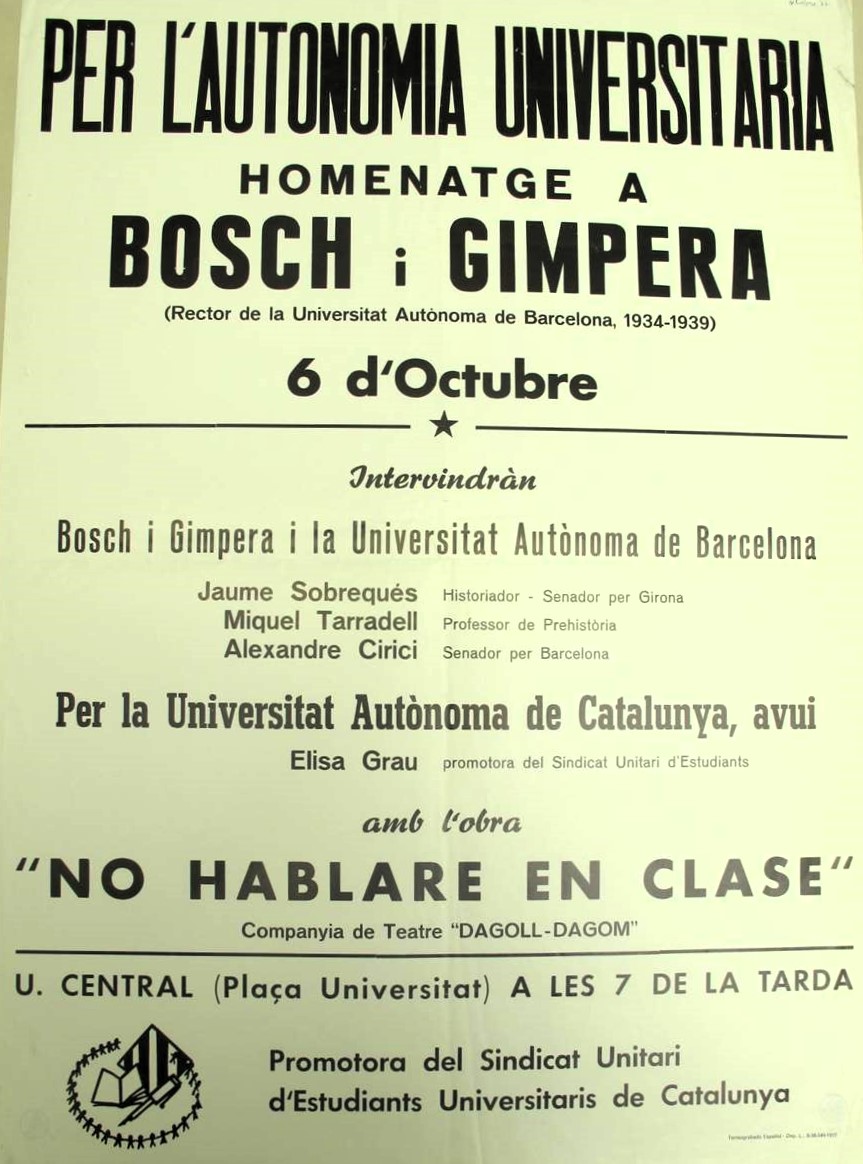 PER L'AUTONOMIA UNIVERSITARIA
HOMENATGE A
BOSCH i GIMPERA
(Rector de la Universitat Autònoma de Barcelona, 1934-1939)
6 d'Octubre
Intervindràn
Bosch i Gimpera i la Universitat Autònoma de Barcelona
Jaume Sobrequés Historiador - Senador per Girona
Miquel Tarradell Professor de Prehistòria
Alexandre Cirici Senador per Barcelona
Per la Universitat Autònoma de Catalunya, avui
Elisa Grau promotora del Sindicat Unitari d'Estudiants
amb l'obra
"NO HABLARE EN CLASE"
Companyia de Teatre "DAGOLL-DAGOM"
U. CENTRAL (Plaça Universitat) A LES 7 DE LA TARDA
Promotora del Sindicat Unitari
d'Estudiants Universitaris de Catalunya